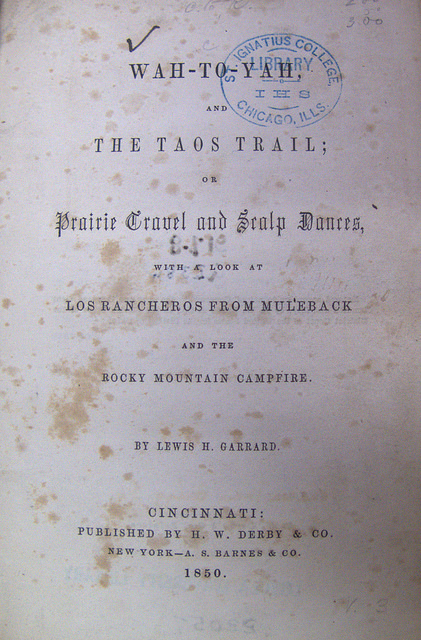 WAH-TO-YAH,
AND
THE TAOS TRAIL;
OR
Prairie Travel and Scalp Dances,
WITH A LOOK AT
LOS RANCHEROS FROM MULEBACK
AND THE
ROCKY MOUNTAIN CAMPFIRE.
BY LEWIS H. GARRARD.
CINCINNATI:
PUBLISHED BY H. W. DERBY & CO.
NEW YORK—A. S. BARNES & CO.
1850.
ST. IGNATIUS COLLEGE
LIBRARY
I H S
CHICAGO, ILLS.